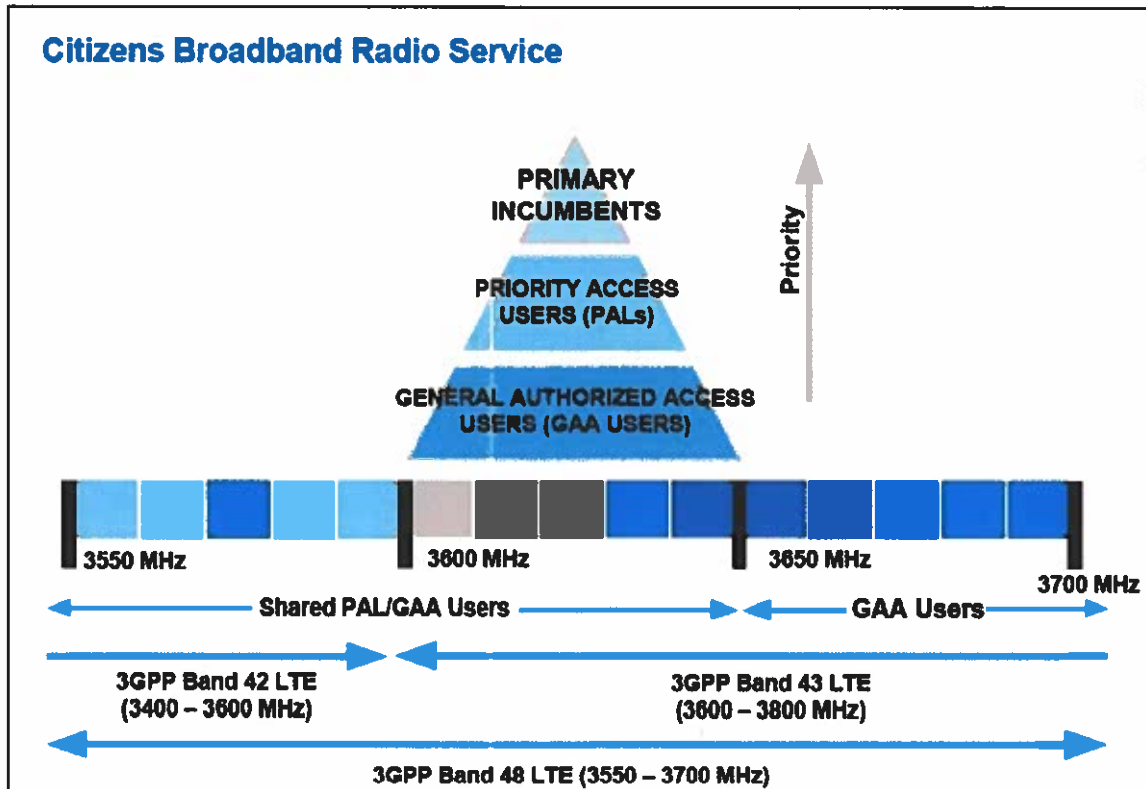 Citizens Broadband Radio Service
PRIMARY
INCUMBENTS
Priority
PRIORITY ACCESS
USERS (PALs)
GENERAL AUTHORIZED ACCESS
USERS (GAA USERS)
3550 MHz
3600 MHz
3650 MHz
3700 MHz
Shared PAL/GAA Users
GAA Users
3GPP Band 42 LTE
(3400 – 3600 MHz)
3GPP Band 43 LTE
(3600 – 3800 MHz)
3GPP Band 48 LTE (3550 – 3700 MHz)